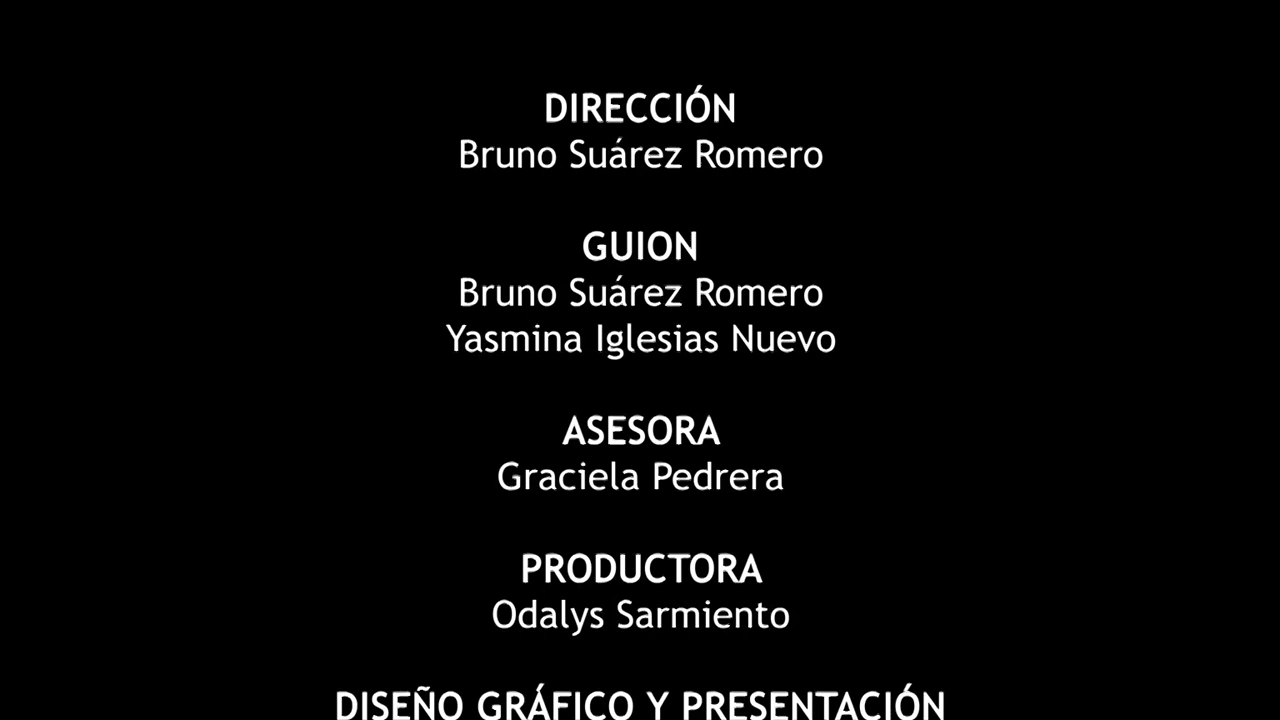 DIRECCIÓN
Bruno Suárez Romero
GUION
Bruno Suárez Romero
Yasmina Iglesias Nuevo
ASESORA
Graciela Pedrera
PRODUCTORA
Odalys Sarmiento
DISEÑO GRÁFICO Y PRESENTACIÓN